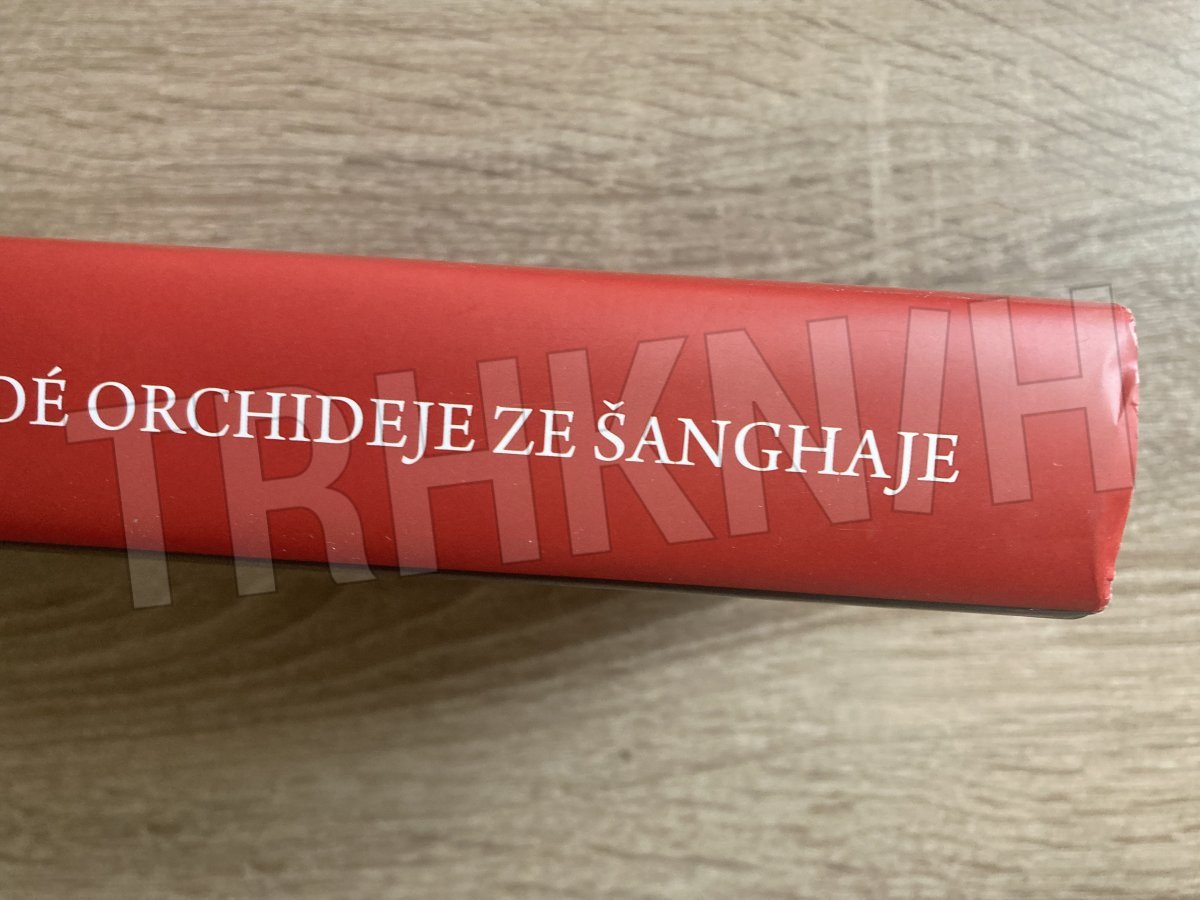 DÉ ORCHIDEJE ZE ŠANGHAJE
TRHKNIH